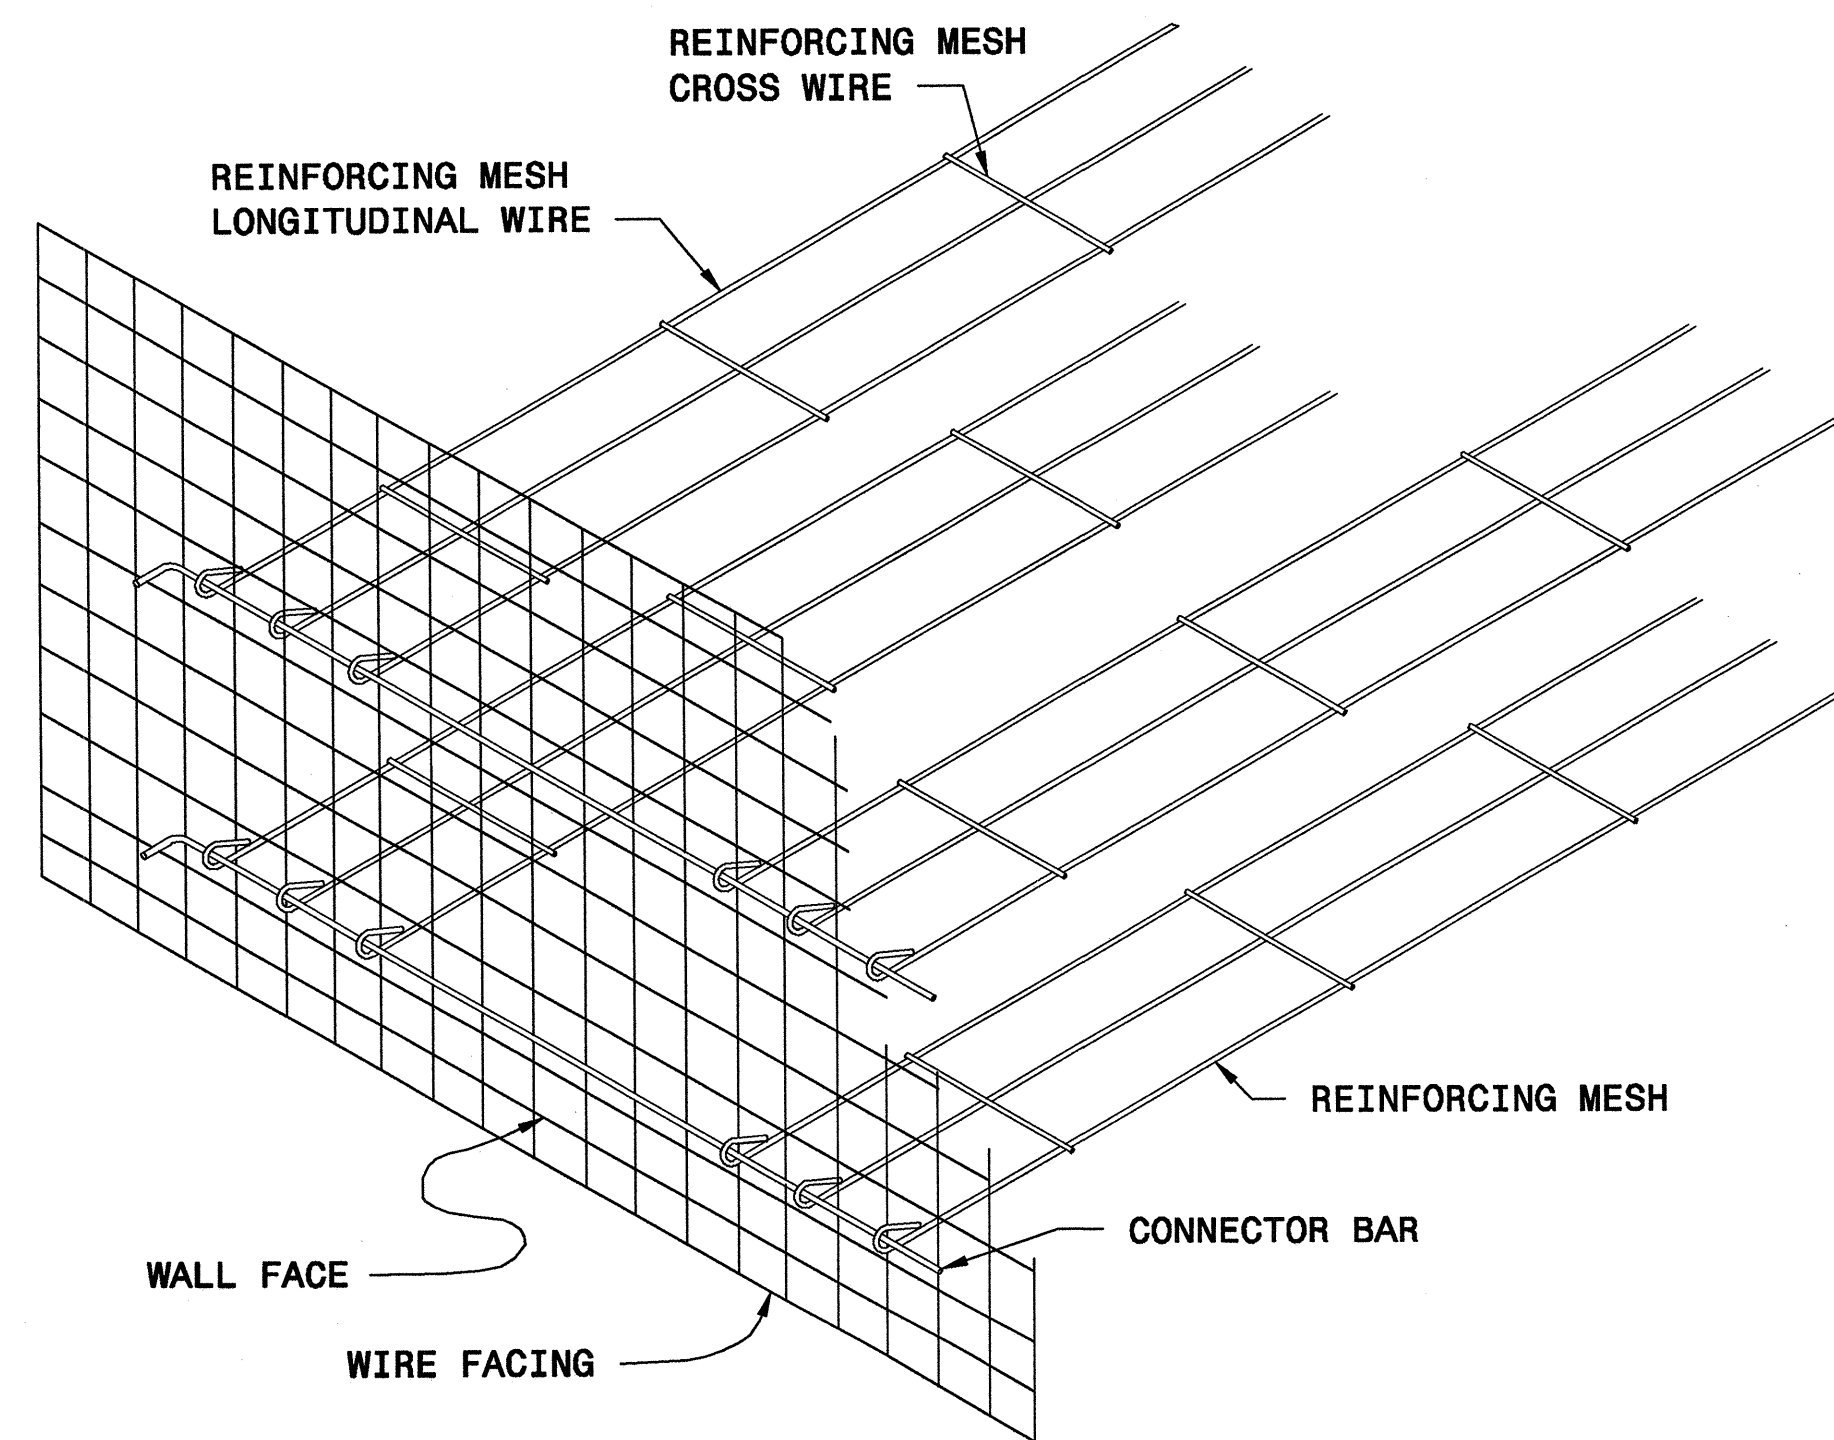 REINFORCING MESH
CROSS WIRE
REINFORCING MESH
LONGITUDINAL WIRE
REINFORCING MESH
CONNECTOR BAR
WALL FACE
WIRE FACING